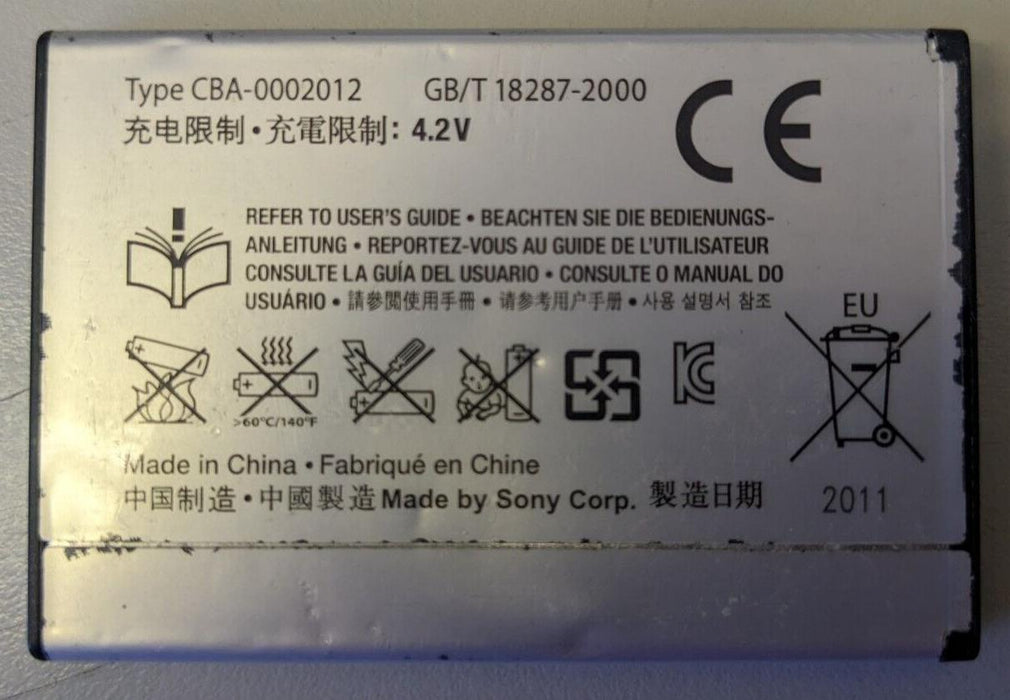 Type CBA-0002012 GB/T 18287-2000
充电限制・充電限制: 4.2V
CE
REFER TO USER'S GUIDE • BEACHTEN SIE DIE BEDIENUNGS-
ANLEITUNG • REPORTEZ-VOUS AU GUIDE DE L'UTILISATEUR
CONSULTE LA GUÍA DEL USUARIO • CONSULTE O MANUAL DO
USUÁRIO • 請參閱使用手冊 • 请参考用户手册 • 사용 설명서 참조
EU
>60°C/140°F
Made in China • Fabriqué en Chine
中国制造・中國製造 Made by Sony Corp. 製造日期 2011